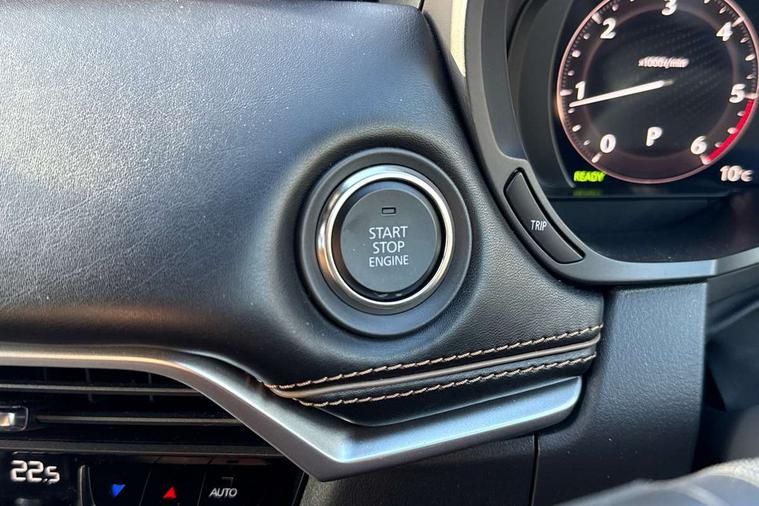 2
3
4
x1000r/min
1
5
0
P
6
READY
10°C
TRIP
START
STOP
ENGINE
22.5
AUTO